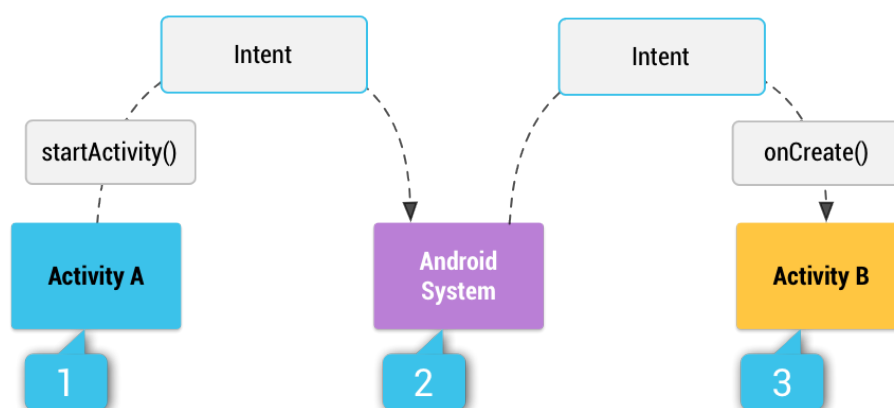 Intent
Intent
startActivity()
onCreate()
Activity A
Android
System
Activity B
1
2
3